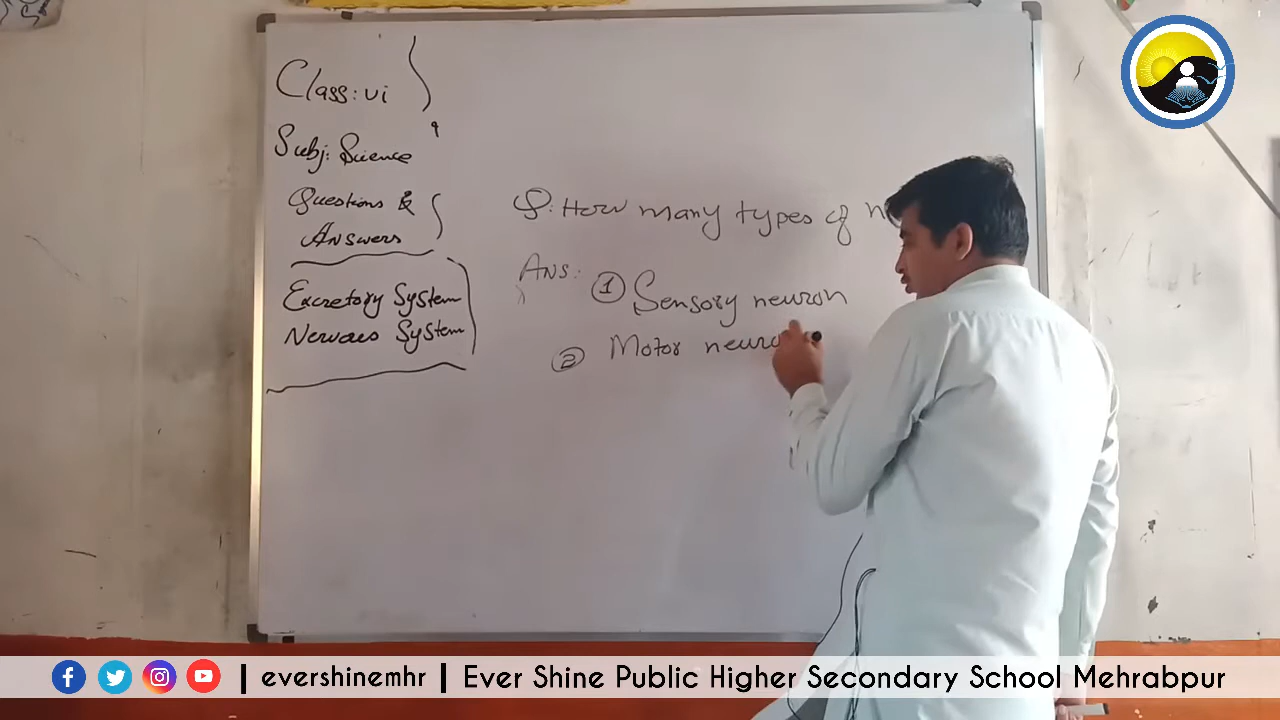 Class: vi
Subj: Science
Questions &
Answers
Excretory System
Nervous System
Q: How many types of n
Ans:
① Sensory neuron
② Motor neuro
| evershinemhr | Ever Shine Public Higher Secondary School Mehrabpur